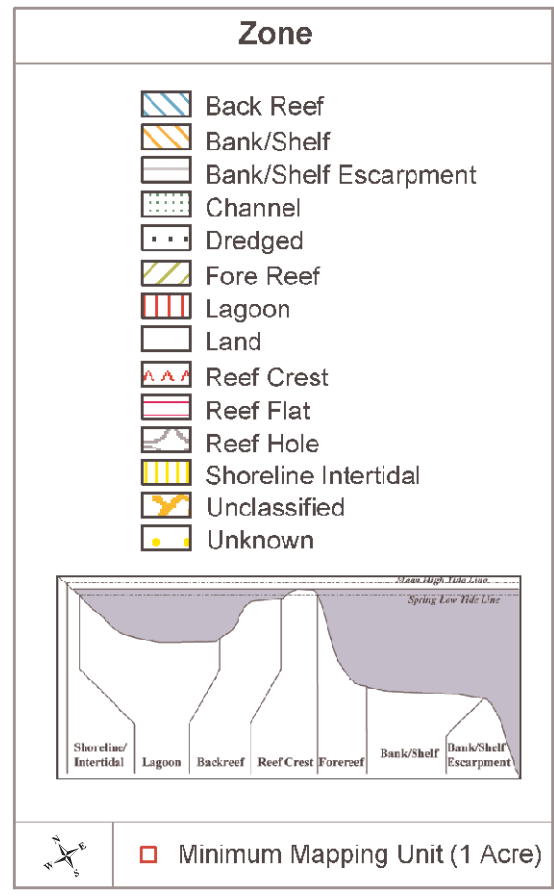 Zone
Back Reef
Bank/Shelf
Bank/Shelf Escarpment
Channel
Dredged
Fore Reef
Lagoon
Land
Reef Crest
Reef Flat
Reef Hole
Shoreline Intertidal
Unclassified
Unknown
Mean High Tide Line
Spring Low Tide Line
Shoreline/
Intertidal
Lagoon
Backreef
Reef Crest
Forereef
Bank/Shelf
Bank/Shelf
Escarpment
N
E
W
S
Minimum Mapping Unit (1 Acre)